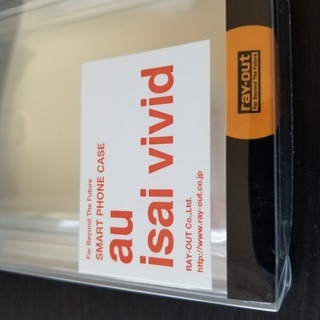 Far Beyond The Future
SMART PHONE CASE
au
isai vivid
RAY-OUT Co.,Ltd.
http://www.ray-out.co.jp
ray-out
Far Beyond The Future